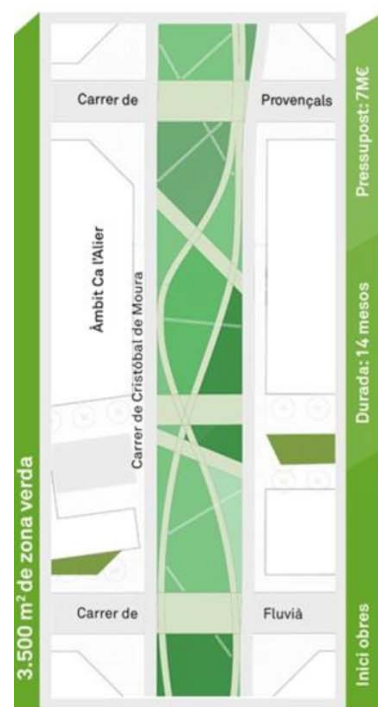 Carrer de Provençals
Pressupost: 7M€
Àmbit Ca l'Alier
Carrer de Cristóbal de Moura
Durada: 14 mesos
3.500 m² de zona verda
Carrer de Fluvià
Inici obres